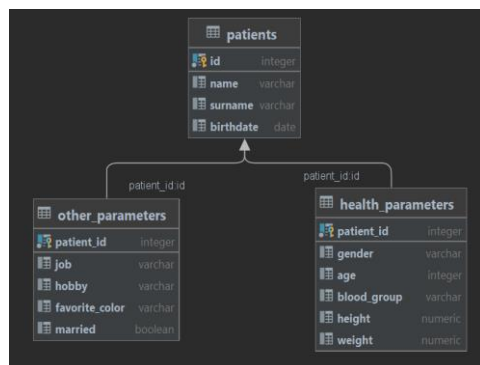 patients
id integer
name varchar
surname varchar
birthdate date
patient_id:id
patient_id:id
other_parameters
patient_id integer
job varchar
hobby varchar
favorite_color varchar
married boolean
health_parameters
patient_id integer
gender varchar
age integer
blood_group varchar
height numeric
weight numeric